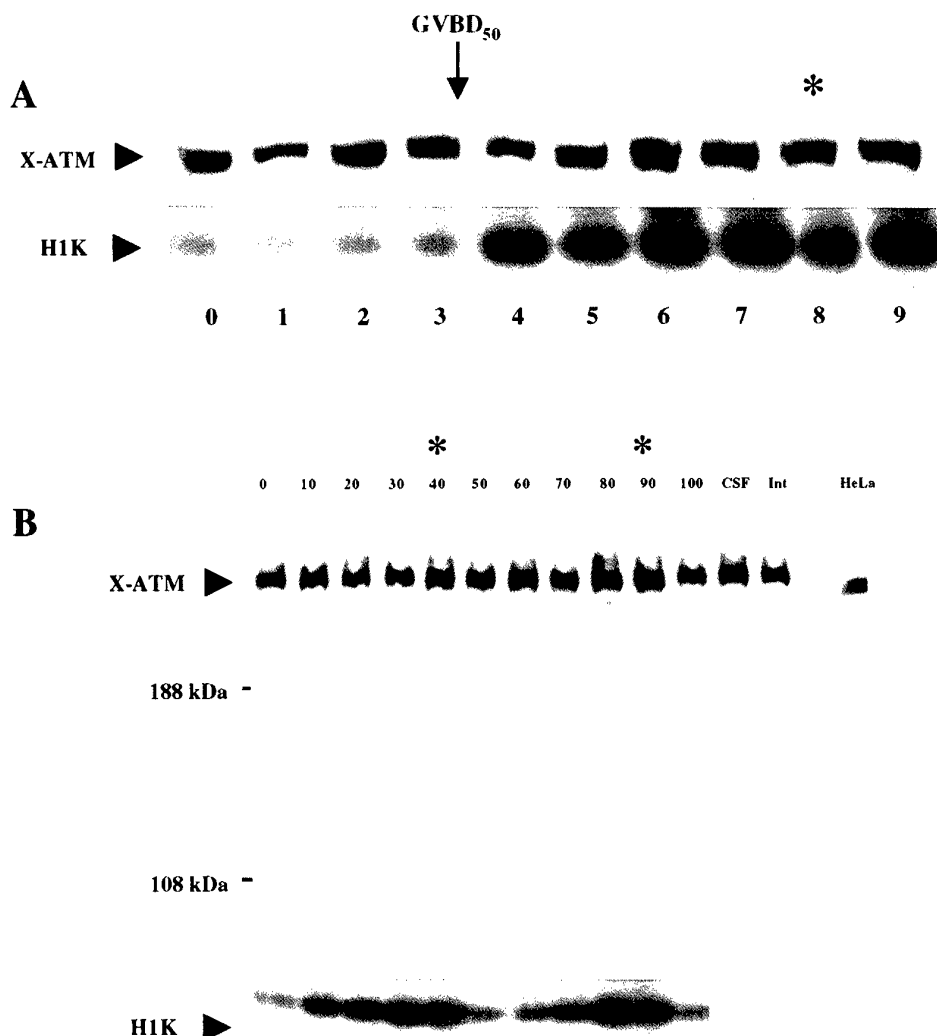 GVBD50
A
*
X-ATM
H1K
0 1 2 3 4 5 6 7 8 9
* *
0 10 20 30 40 50 60 70 80 90 100 CSF Int HeLa
B
X-ATM
188 kDa
108 kDa
H1K